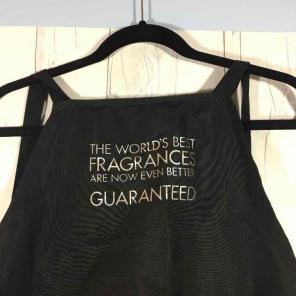 THE WORLD'S BEST
FRAGRANCES
ARE NOW EVEN BETTER
GUARANTEED